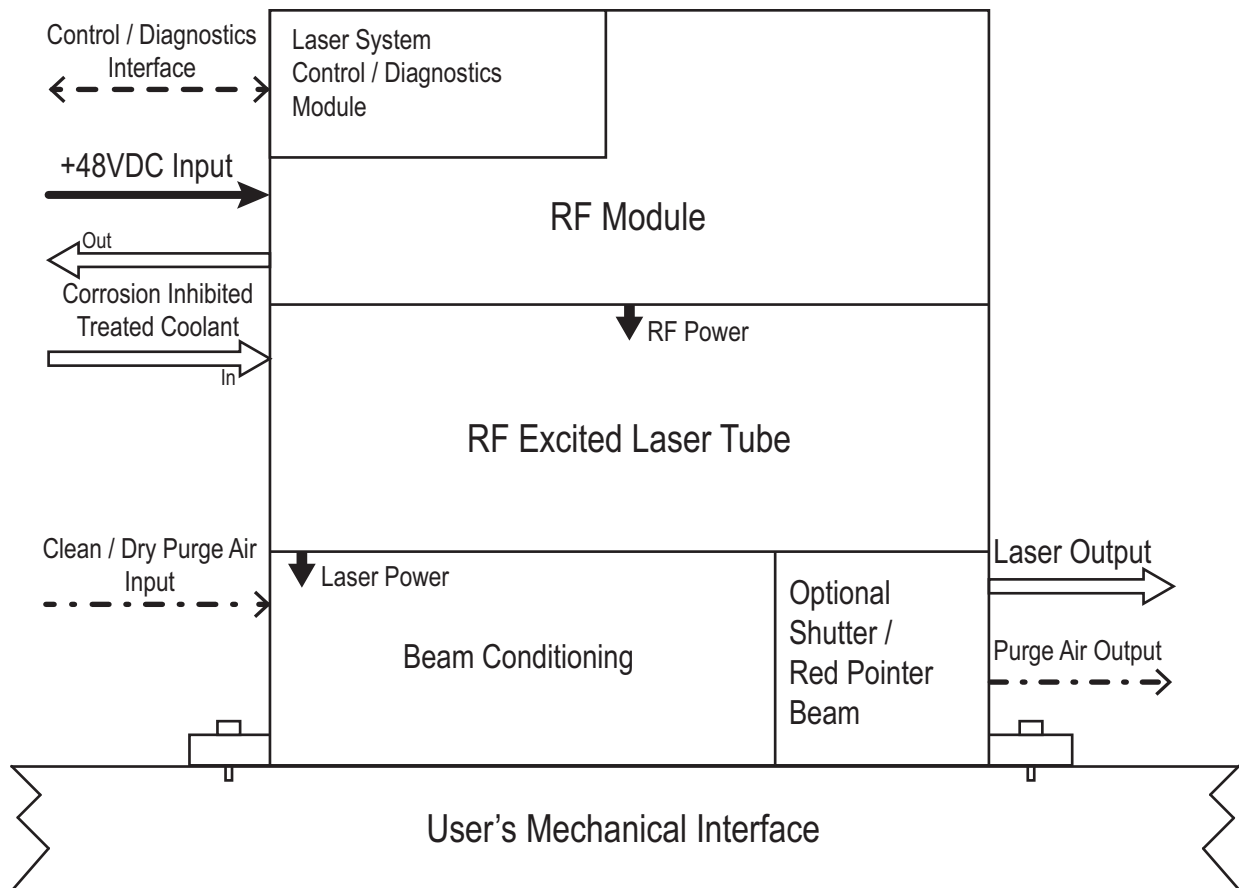 Control / Diagnostics
Interface
Laser System
Control / Diagnostics
Module
+48VDC Input
RF Module
Out
Corrosion Inhibited
Treated Coolant
In
RF Power
RF Excited Laser Tube
Clean / Dry Purge Air
Input
Laser Power
Beam Conditioning
Optional
Shutter /
Red Pointer
Beam
Laser Output
Purge Air Output
User's Mechanical Interface